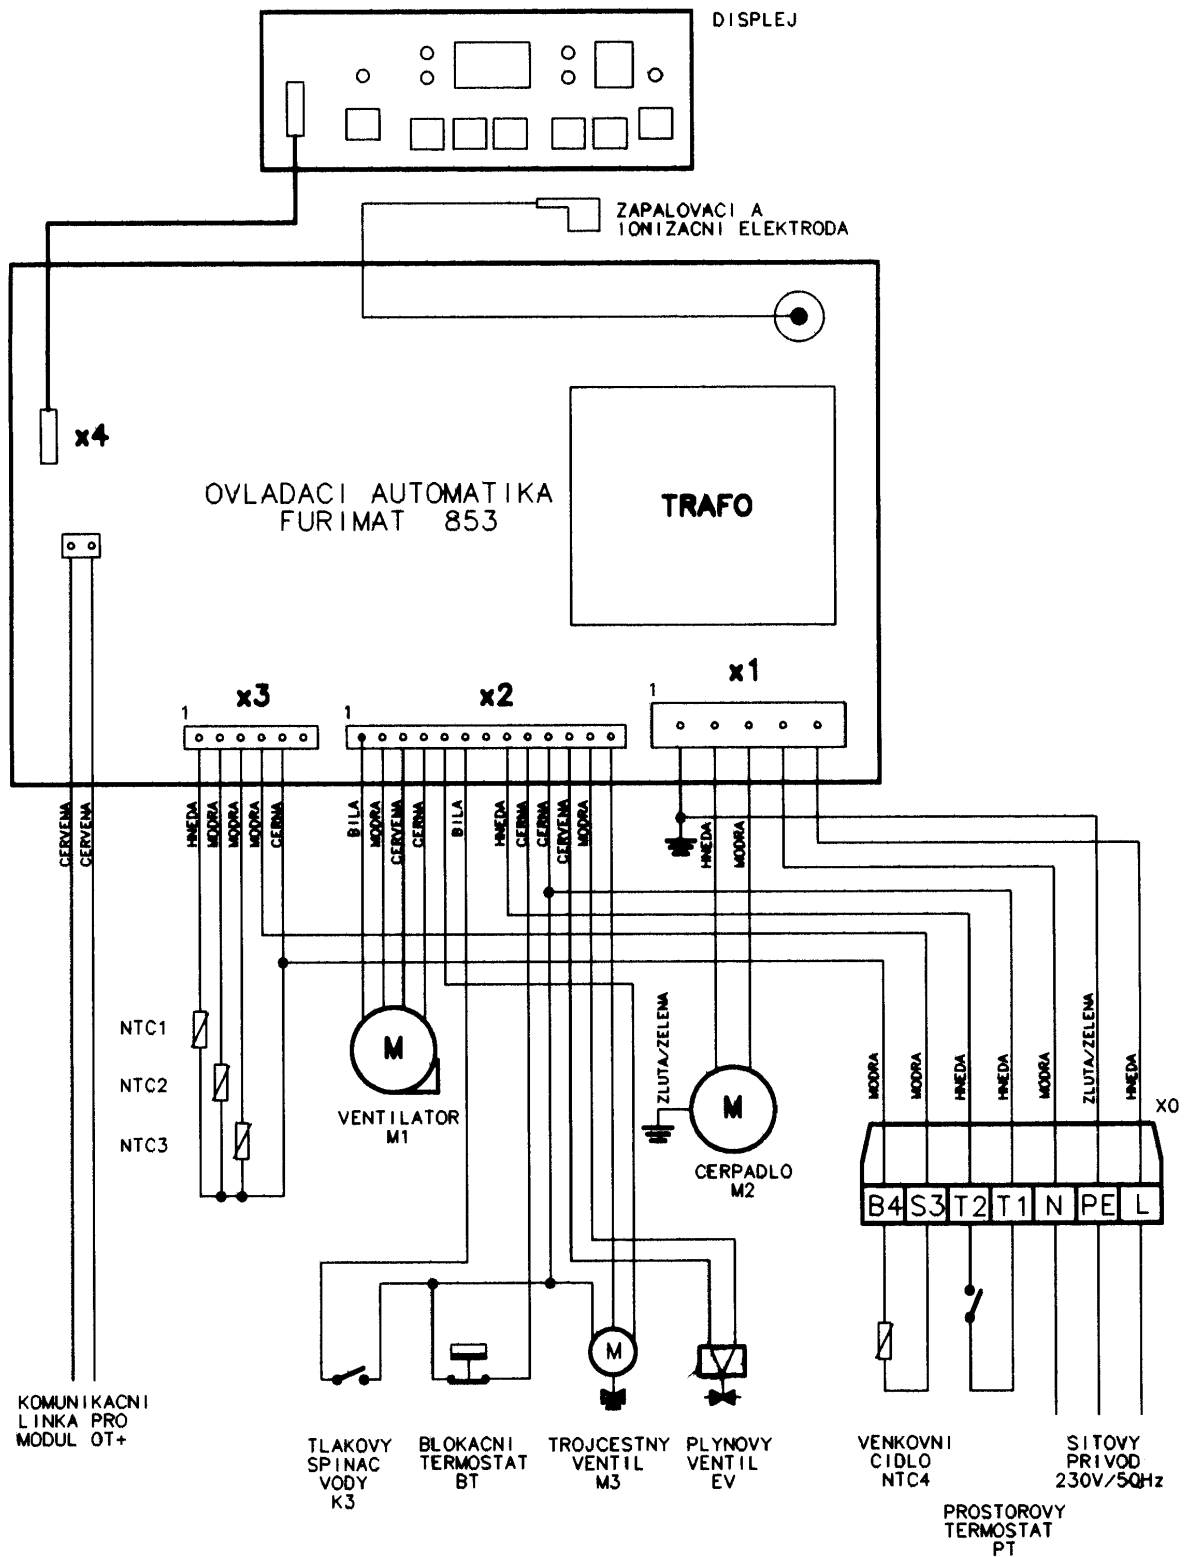 DISPLEJ
ZAPALOVACI A
IONIZACNI ELEKTRODA
x4
OVLADACI AUTOMATIKA
FURIMAT 853
TRAFO
x3
x2
x1
1
1
1
CERVENA
CERVENA
HNEDA
MODRA
MODRA
MODRA
CERNA
BILA
MODRA
CERVENA
CERNA
BILA
HNEDA
CERNA
CERNA
CERVENA
MODRA
HNEDA
MODRA
NTC1
NTC2
NTC3
M
VENTILATOR
M1
ZLUTA/ZELENA
M
CERPADLO
M2
MODRA
MODRA
HNEDA
HNEDA
MODRA
ZLUTA/ZELENA
HNEDA
X0
B4 S3 T2 T1 N PE L
M
KOMUNIKACNI
LINKA PRO
MODUL OT+
TLAKOVY
SPINAC
VODY
K3
BLOKACNI
TERMOSTAT
BT
TROJCESTNY
VENTIL
M3
PLYNOVY
VENTIL
EV
VENKOVNI
CIDLO
NTC4
SITOVY
PRIVOD
230V/50Hz
PROSTOROVY
TERMOSTAT
PT